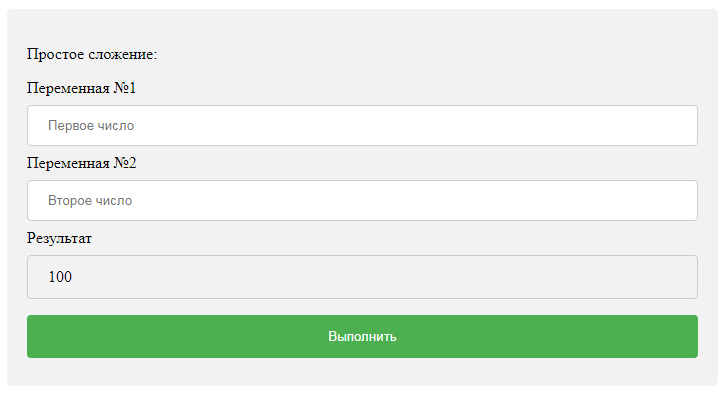 Простое сложение:
Переменная №1
Первое число
Переменная №2
Второе число
Результат
100
Выполнить